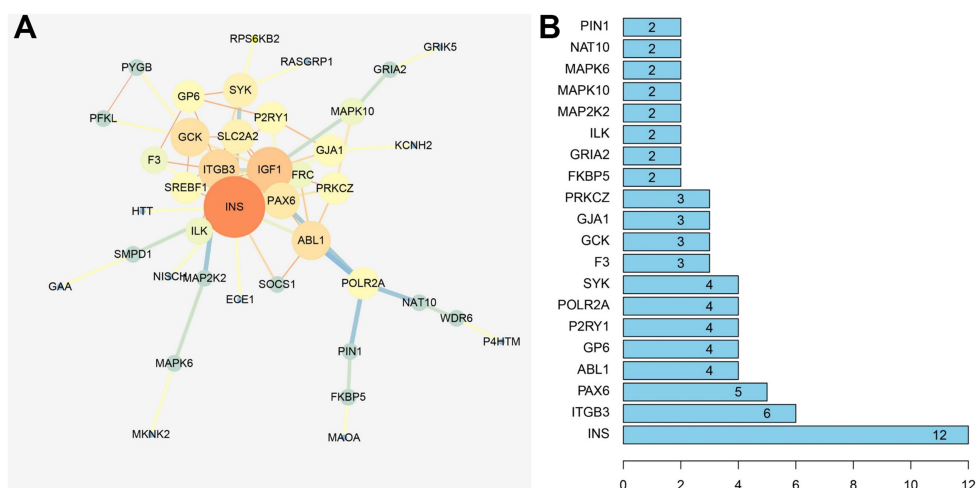 A
B
RPS6KB2
GRIK5
PYGB
RASGRP1
GRIA2
SYK
GP6
MAPK10
PFKL
P2RY1
GCK
SLC2A2
KCNH2
GJA1
F3
ITGB3
IGF1
FRC
SREBF1
PRKCZ
PAX6
HTT
INS
ILK
ABL1
SMPD1
NISCH
MAP2K2
SOCS1
POLR2A
GAA
ECE1
NAT10
WDR6
P4HTM
PIN1
MAPK6
FKBP5
MKNK2
MAOA
PIN1 2
NAT10 2
MAPK6 2
MAPK10 2
MAP2K2 2
ILK 2
GRIA2 2
FKBP5 2
PRKCZ 3
GJA1 3
GCK 3
F3 3
SYK 4
POLR2A 4
P2RY1 4
GP6 4
ABL1 4
PAX6 5
ITGB3 6
INS 12
0 2 4 6 8 10 12